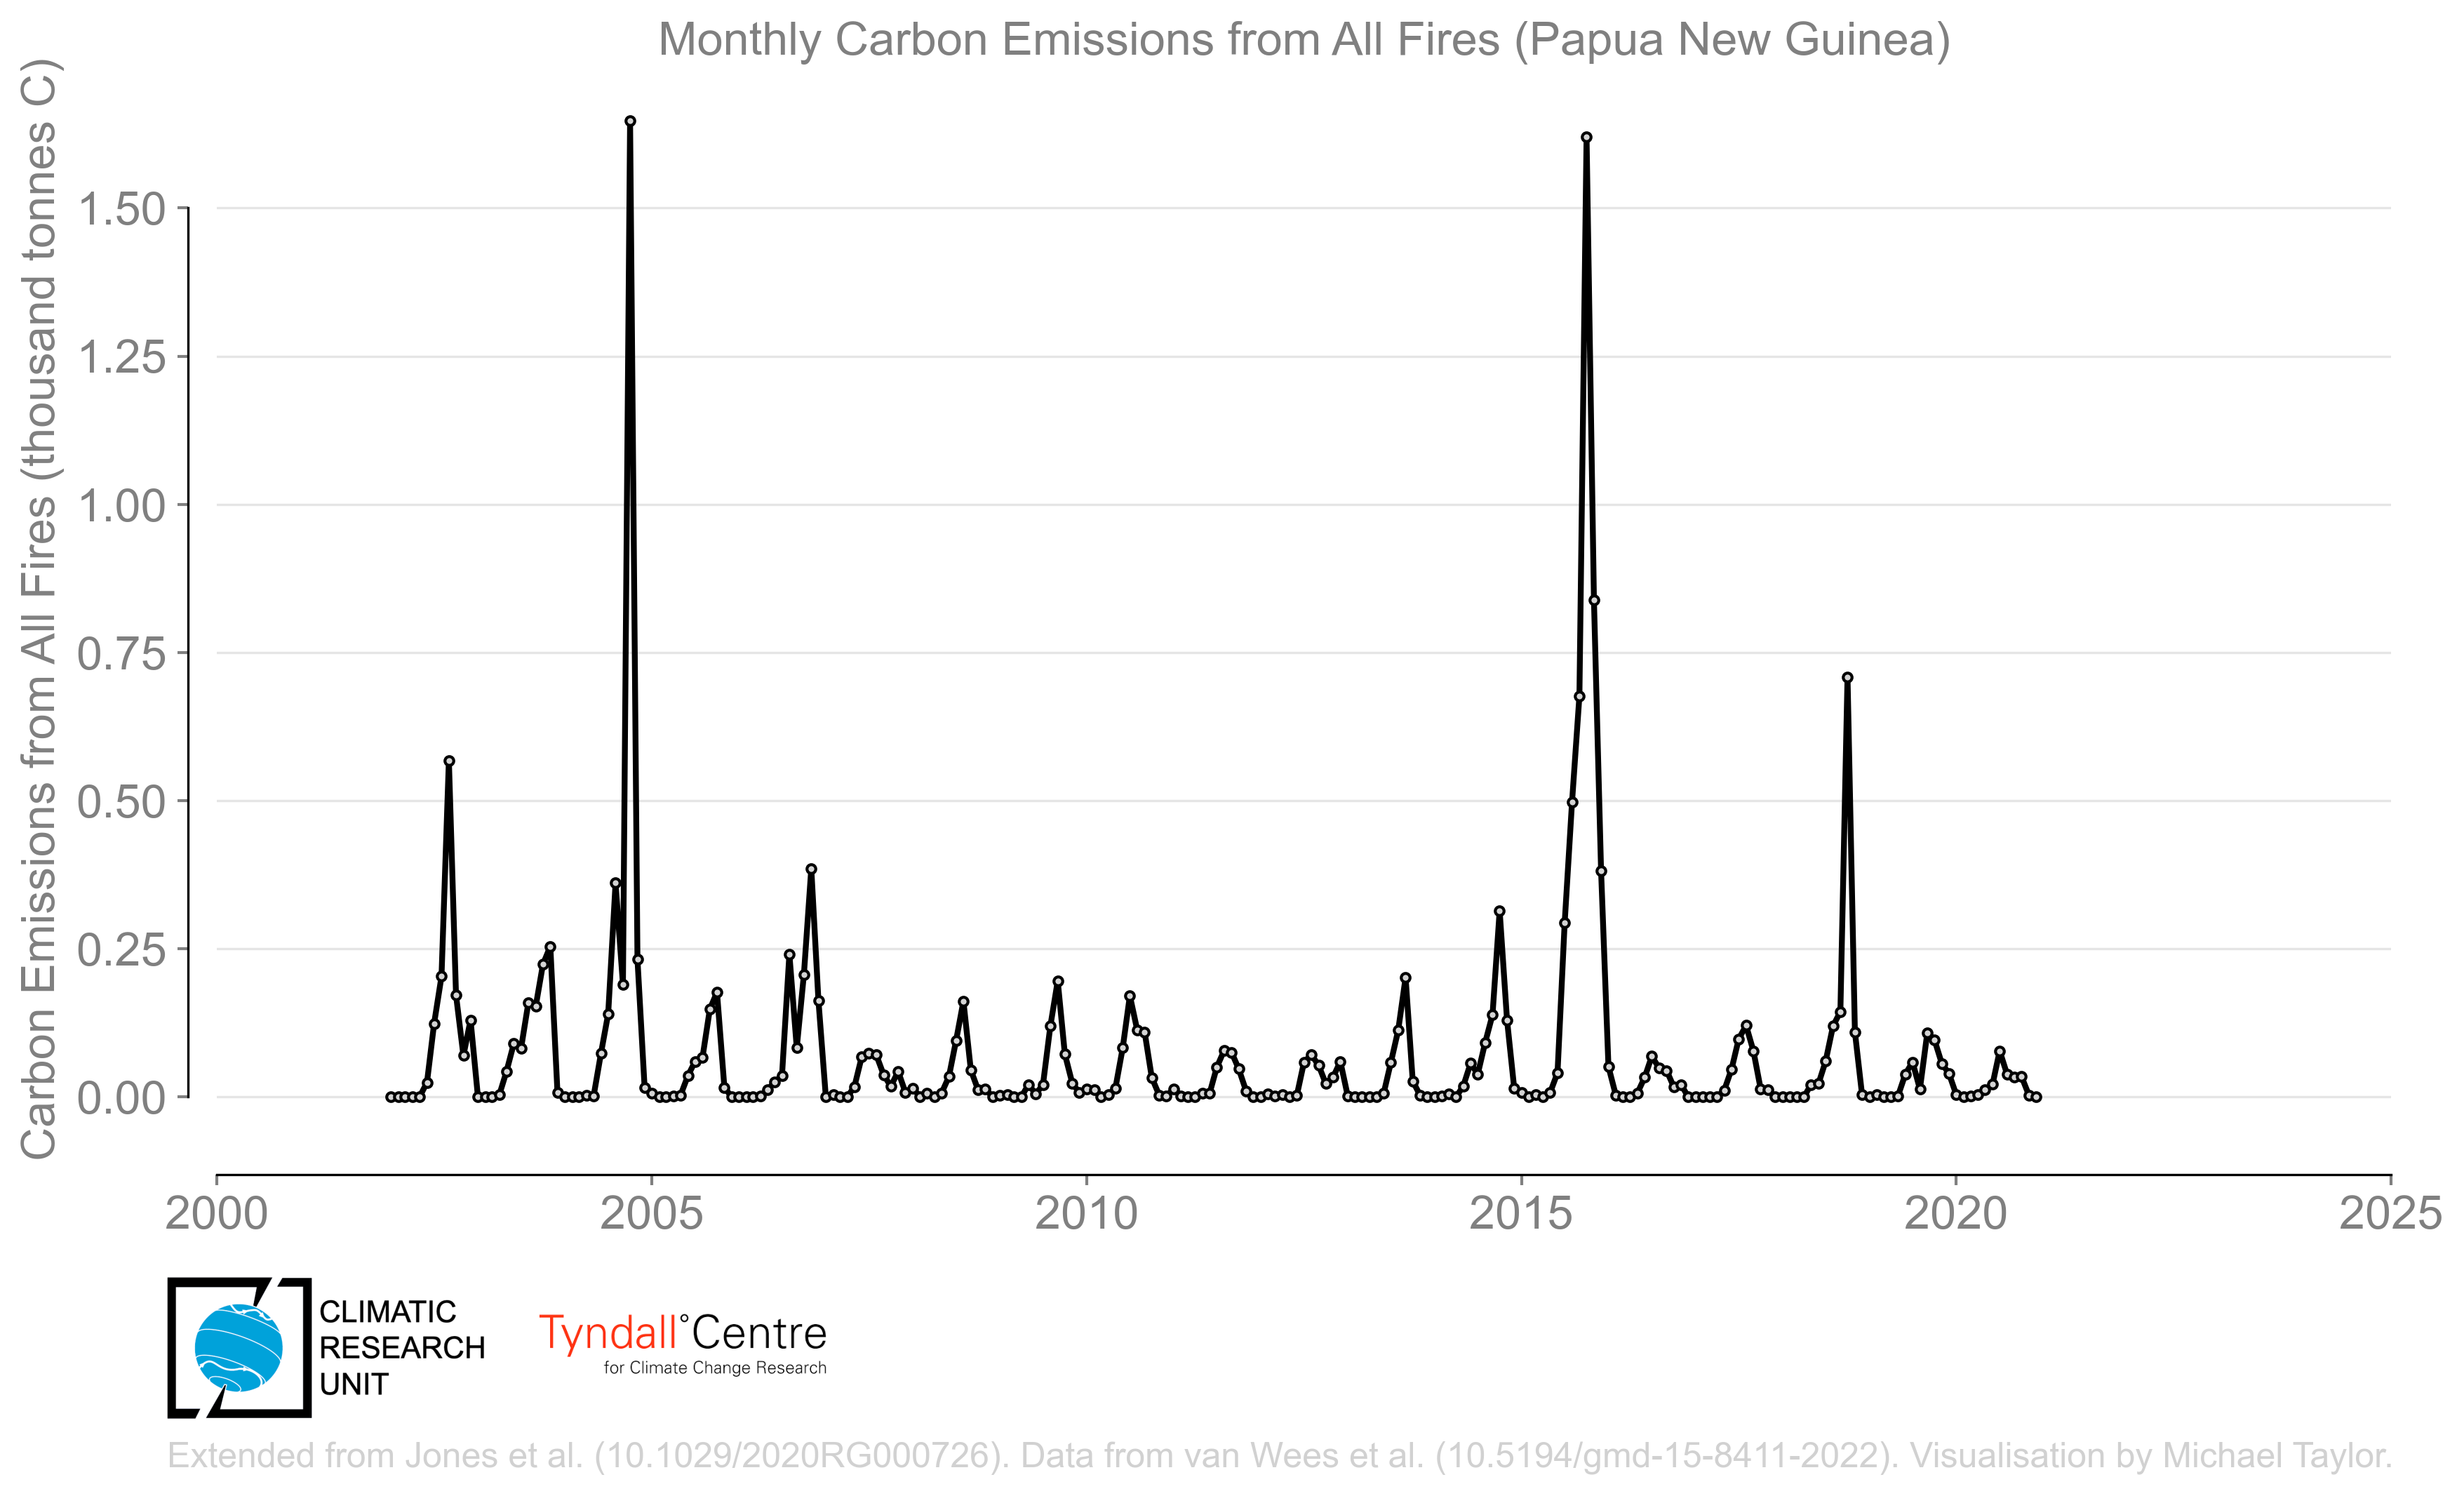 Monthly Carbon Emissions from All Fires (Papua New Guinea)
Carbon Emissions from All Fires (thousand tonnes C)
1.50
1.25
1.00
0.75
0.50
0.25
0.00
2000 2005 2010 2015 2020 2025
CLIMATIC
RESEARCH
UNIT
Tyndall°Centre
for Climate Change Research
Extended from Jones et al. (10.1029/2020RG000726). Data from van Wees et al. (10.5194/gmd-15-8411-2022). Visualisation by Michael Taylor.